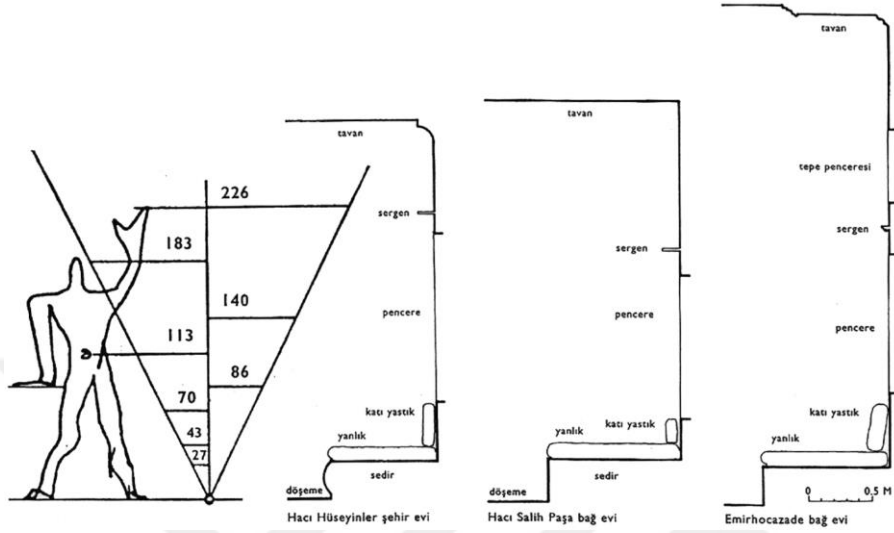 226
183
140
113
86
70
43
27
tavan
sergen
pencere
katı yastık
yanlık
sedir
döşeme
Hacı Hüseyinler şehir evi
tavan
sergen
pencere
katı yastık
yanlık
sedir
döşeme
Hacı Salih Paşa bağ evi
tavan
tepe penceresi
sergen
pencere
katı yastık
yanlık
0 0.5 M
Emirhocazade bağ evi